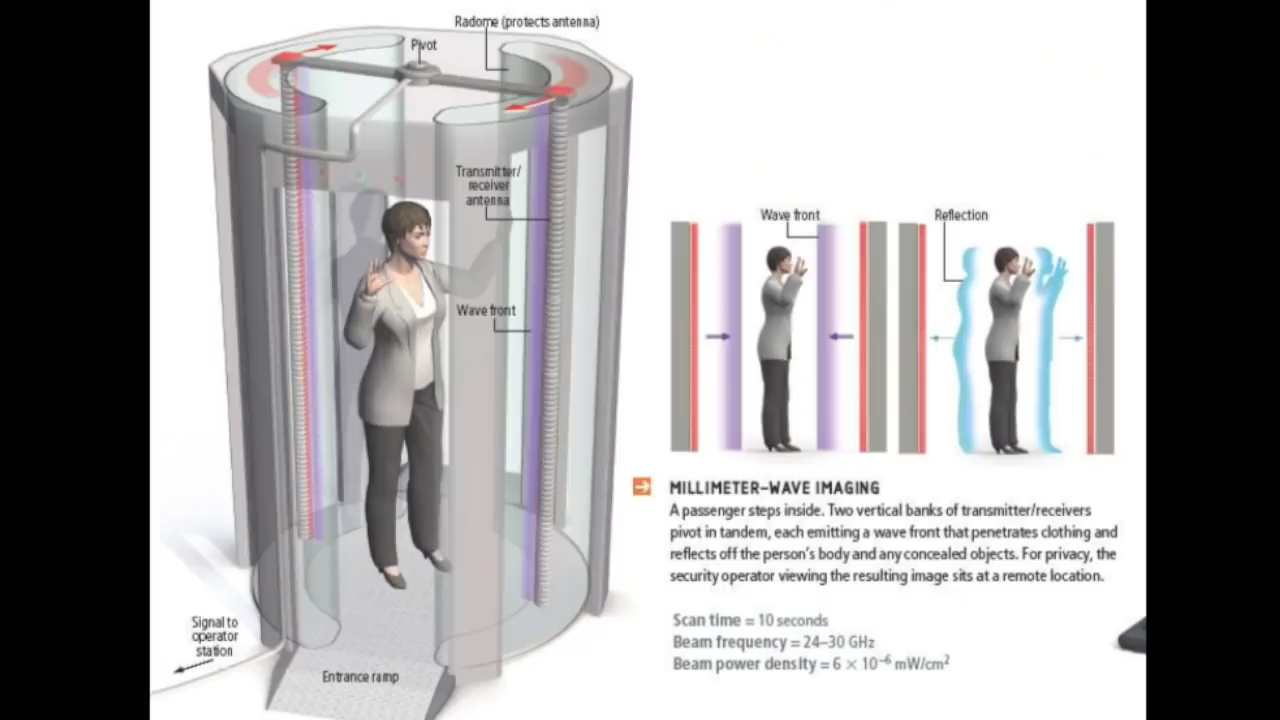 Radome (protects antenna)
Pivot
Transmitter/
receiver
antenna
Wave front
Signal to
operator
station
Entrance ramp
Wave front
Reflection
MILLIMETER-WAVE IMAGING
A passenger steps inside. Two vertical banks of transmitter/receivers
pivot in tandem, each emitting a wave front that penetrates clothing and
reflects off the person's body and any concealed objects. For privacy, the
security operator viewing the resulting image sits at a remote location.
Scan time = 10 seconds
Beam frequency = 24–30 GHz
Beam power density = 6 × 10⁻⁶ mW/cm²